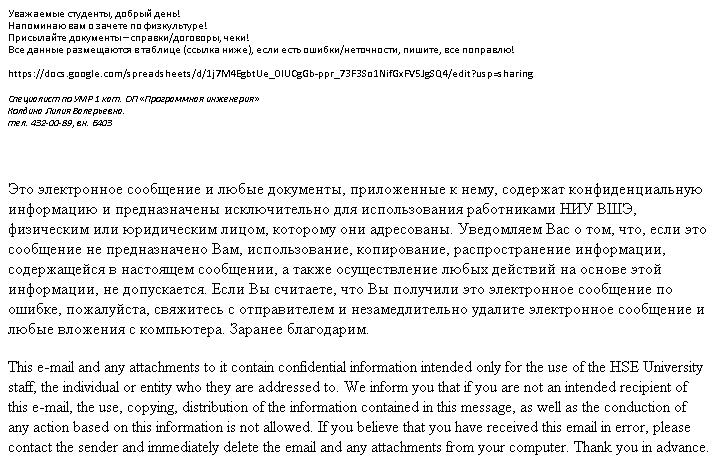 Уважаемые студенты, добрый день!
Напоминаю вам о зачете по физкультуре!
Присылайте документы – справки/договоры, чеки!
Все данные размещаются в таблице (ссылка ниже), если есть ошибки/неточности, пишите, все поправлю!
https://docs.google.com/spreadsheets/d/1j7M4EgbtUe_0IUCgGb-ppr_73F3So1NifGxFV5JgSQ4/edit?usp=sharing
Специалист по УМР 1 кат. ОП «Программная инженерия»
Колдина Лилия Валерьевна.
тел. 432-00-89, вн. 6403
Это электронное сообщение и любые документы, приложенные к нему, содержат конфиденциальную
информацию и предназначены исключительно для использования работниками НИУ ВШЭ,
физическим или юридическим лицом, которому они адресованы. Уведомляем Вас о том, что, если это
сообщение не предназначено Вам, использование, копирование, распространение информации,
содержащейся в настоящем сообщении, а также осуществление любых действий на основе этой
информации, не допускается. Если Вы считаете, что Вы получили это электронное сообщение по
ошибке, пожалуйста, свяжитесь с отправителем и незамедлительно удалите электронное сообщение и
любые вложения с компьютера. Заранее благодарим.
This e-mail and any attachments to it contain confidential information intended only for the use of the HSE University
staff, the individual or entity who they are addressed to. We inform you that if you are not an intended recipient of
this e-mail, the use, copying, distribution of the information contained in this message, as well as the conduction of
any action based on this information is not allowed. If you believe that you have received this email in error, please
contact the sender and immediately delete the email and any attachments from your computer. Thank you in advance.